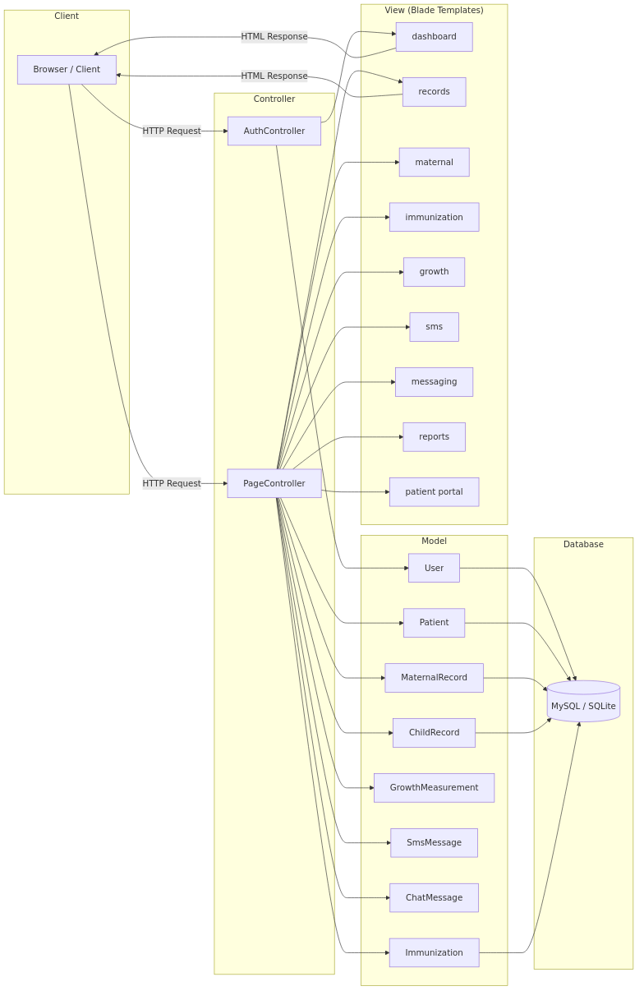 Client
Browser / Client
HTTP Request
HTTP Request
HTML Response
HTML Response
Controller
AuthController
PageController
View (Blade Templates)
dashboard
records
maternal
immunization
growth
sms
messaging
reports
patient portal
Model
User
Patient
MaternalRecord
ChildRecord
GrowthMeasurement
SmsMessage
ChatMessage
Immunization
Database
MySQL / SQLite